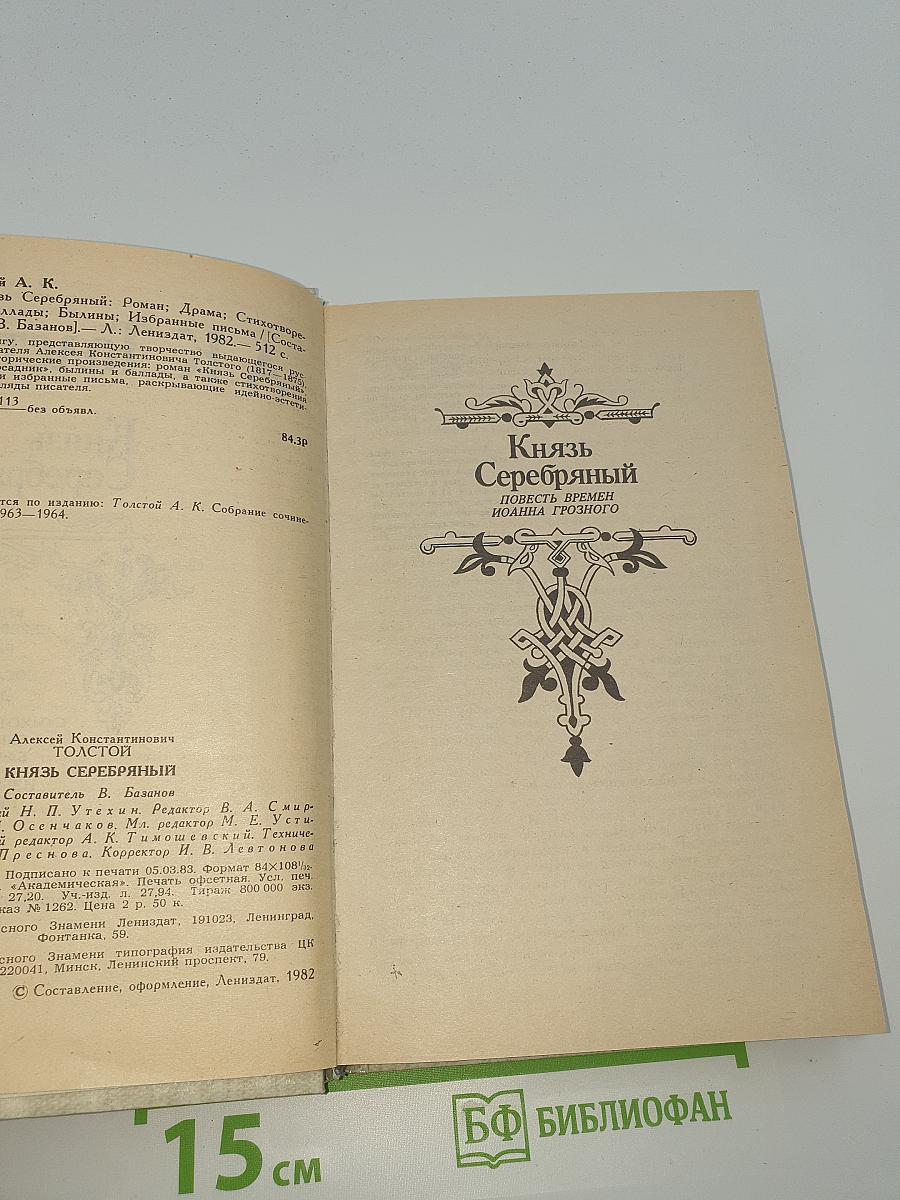 й А. К.
зь Серебряный: Роман; Драма; Стихотворе-
ллады; Былины; Избранные письма / [Соста-
В. Базанов].— Л.: Лениздат, 1982.— 512 с.
игу, представляющую творчество выдающегося рус-
ателя Алексея Константиновича Толстого (1817—1875),
торические произведения: роман «Князь Серебряный»,
осадник», былины и баллады, а также стихотворения
и избранные письма, раскрывающие идейно-эстети-
ляды писателя.
113
без объявл.
84.3р
тся по изданию: Толстой А. К. Собрание сочине-
963—1964.
Алексей Константинович
ТОЛСТОЙ
КНЯЗЬ СЕРЕБРЯНЫЙ
Составитель В. Базанов
й Н. П. Утехин. Редактор В. А. Смир-
Осенчаков. Мл. редактор М. Е. Усти-
й редактор А. К. Тимошевский. Техниче-
Преснова. Корректор И. В. Левтонова
Подписано к печати 05.03.83. Формат 84×108¹/₃₂.
«Академическая». Печать офсетная. Усл. печ.
27,20. Уч.-изд. л. 27,94. Тираж 800 000 экз.
каз № 1262. Цена 2 р. 50 к.
сного Знамени Лениздат, 191023, Ленинград,
Фонтанка, 59.
сного Знамени типография издательства ЦК
220041, Минск, Ленинский проспект, 79.
© Составление, оформление, Лениздат, 1982
Князь
Серебряный
ПОВЕСТЬ ВРЕМЕН
ИОАННА ГРОЗНОГО
15 см
БФ БИБЛИОФАН